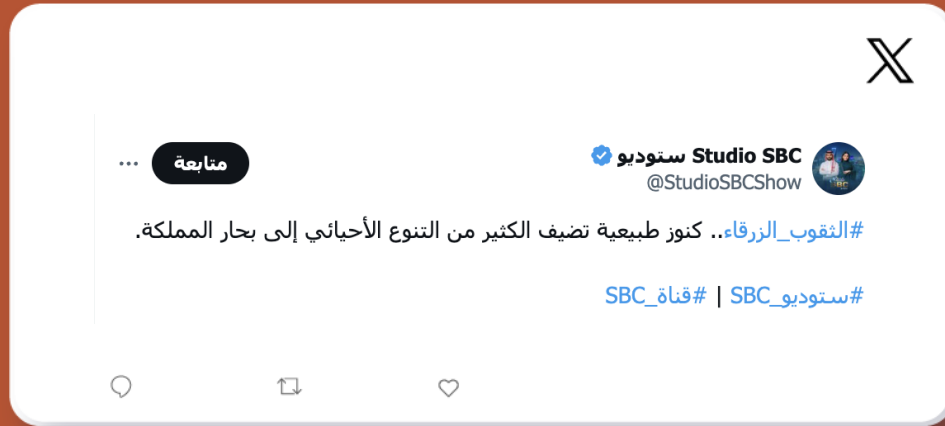 Studio SBC ستوديو
@StudioSBCShow
متابعة
#الثقوب_الزرقاء.. كنوز طبيعية تضيف الكثير من التنوع الأحيائي إلى بحار المملكة.
#ستوديو_SBC | #قناة_SBC